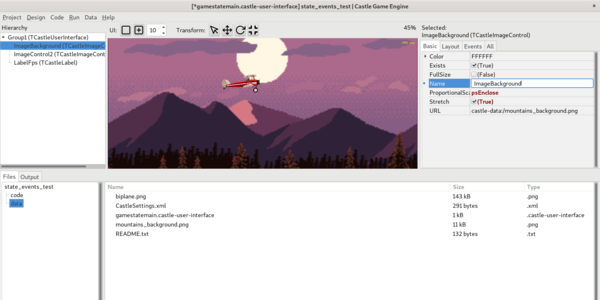 [*gamestatemain.castle-user-interface] state_events_test | Castle Game Engine
Project Scene Code Run Data Help
Hierarchy
Group1 (TCastleUserInterface)
ImageBackground (TCastleImageC
ImageControl2 (TCastleImageCont
LabelFps (TCastleLabel)
UI: 10 Transform: 45%
Selected:
ImageBackground (TCastleImageControl)
Basic Layout Events All
Color FFFFFF
Exists (True)
FullSize (False)
Name ImageBackground
ProportionalSca psEnclose
Stretch (True)
URL castle-data:/mountains_background.png
Files Output
state_events_test
code
data
Name Size Type
biplane.png 143 kB .png
CastleSettings.xml 291 bytes .xml
gamestatemain.castle-user-interface 1 kB .castle-user-interface
mountains_background.png 11 kB .png
README.txt 132 bytes .txt